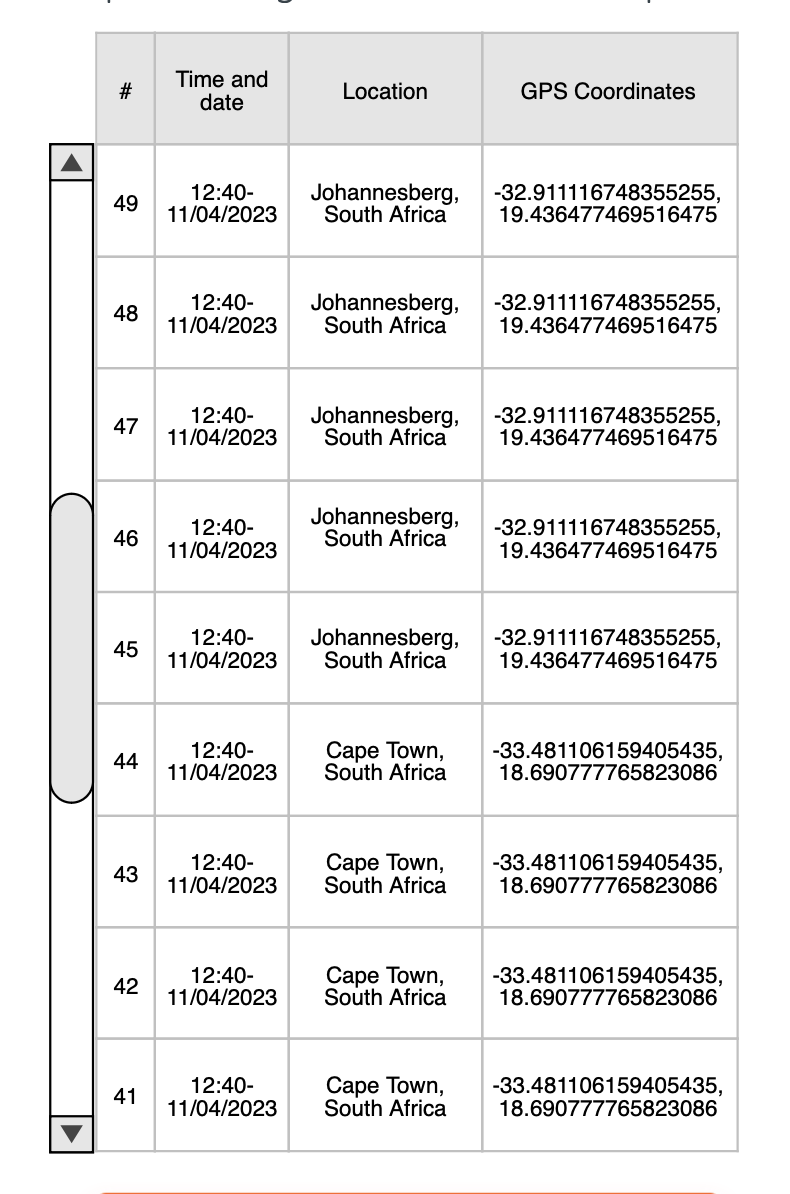 #
Time and
date
Location
GPS Coordinates
49
12:40-
11/04/2023
Johannesberg,
South Africa
-32.911116748355255,
19.436477469516475
48
12:40-
11/04/2023
Johannesberg,
South Africa
-32.911116748355255,
19.436477469516475
47
12:40-
11/04/2023
Johannesberg,
South Africa
-32.911116748355255,
19.436477469516475
46
12:40-
11/04/2023
Johannesberg,
South Africa
-32.911116748355255,
19.436477469516475
45
12:40-
11/04/2023
Johannesberg,
South Africa
-32.911116748355255,
19.436477469516475
44
12:40-
11/04/2023
Cape Town,
South Africa
-33.481106159405435,
18.690777765823086
43
12:40-
11/04/2023
Cape Town,
South Africa
-33.481106159405435,
18.690777765823086
42
12:40-
11/04/2023
Cape Town,
South Africa
-33.481106159405435,
18.690777765823086
41
12:40-
11/04/2023
Cape Town,
South Africa
-33.481106159405435,
18.690777765823086